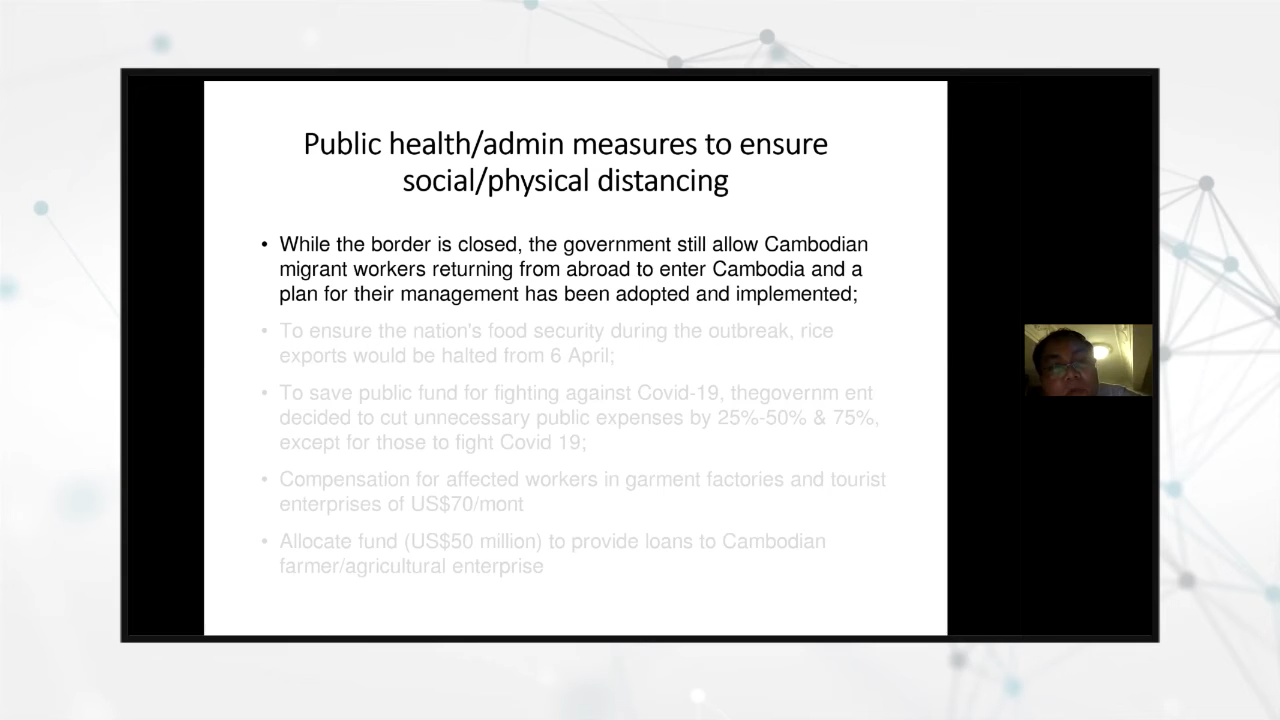 Public health/admin measures to ensure
social/physical distancing
• While the border is closed, the government still allow Cambodian
migrant workers returning from abroad to enter Cambodia and a
plan for their management has been adopted and implemented;
• To ensure the nation's food security during the outbreak, rice
exports would be halted from 6 April;
• To save public fund for fighting against Covid-19, thegovernm ent
decided to cut unnecessary public expenses by 25%-50% & 75%,
except for those to fight Covid 19;
• Compensation for affected workers in garment factories and tourist
enterprises of US$70/mont
• Allocate fund (US$50 million) to provide loans to Cambodian
farmer/agricultural enterprise